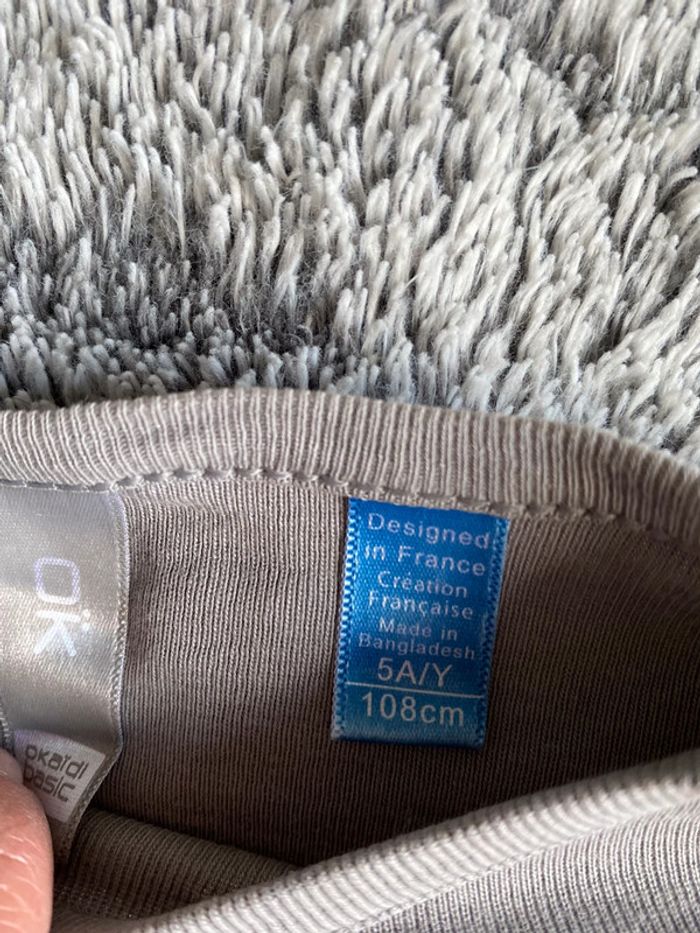 ok
okaïdi
basic
Designed
in France
Création
Française
Made in
Bangladesh
5A/Y
108cm